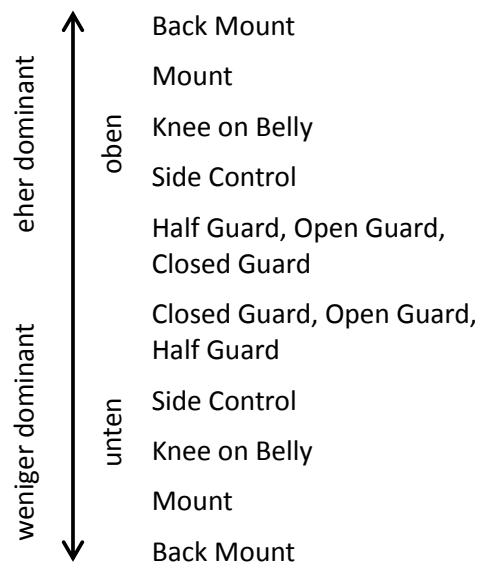 Back Mount
Mount
Knee on Belly
Side Control
Half Guard, Open Guard,
Closed Guard
Closed Guard, Open Guard,
Half Guard
Side Control
Knee on Belly
Mount
Back Mount
eher dominant
oben
weniger dominant
unten